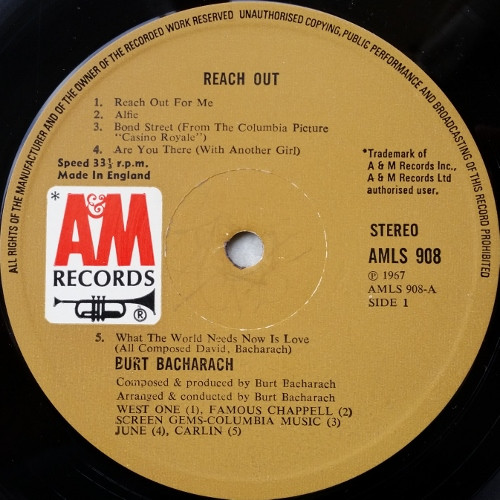 ALL RIGHTS OF THE MANUFACTURER AND OF THE OWNER OF THE RECORDED WORK RESERVED UNAUTHORISED COPYING, PUBLIC PERFORMANCE AND BROADCASTING OF THIS RECORD PROHIBITED
REACH OUT
1. Reach Out For Me
2. Alfie
3. Bond Street (From The Columbia Picture
"Casino Royale")
4. Are You There (With Another Girl)
Speed 33⅓ r.p.m.
Made In England
*Trademark of
A & M Records Inc.,
A & M Records Ltd
authorised user.
*
A&M
RECORDS
®
STEREO
AMLS 908
℗ 1967
AMLS 908-A
SIDE 1
5. What The World Needs Now Is Love
(All Composed David, Bacharach)
BURT BACHARACH
Composed & produced by Burt Bacharach
Arranged & conducted by Burt Bacharach
WEST ONE (1), FAMOUS CHAPPELL (2)
SCREEN GEMS-COLUMBIA MUSIC (3)
JUNE (4), CARLIN (5)